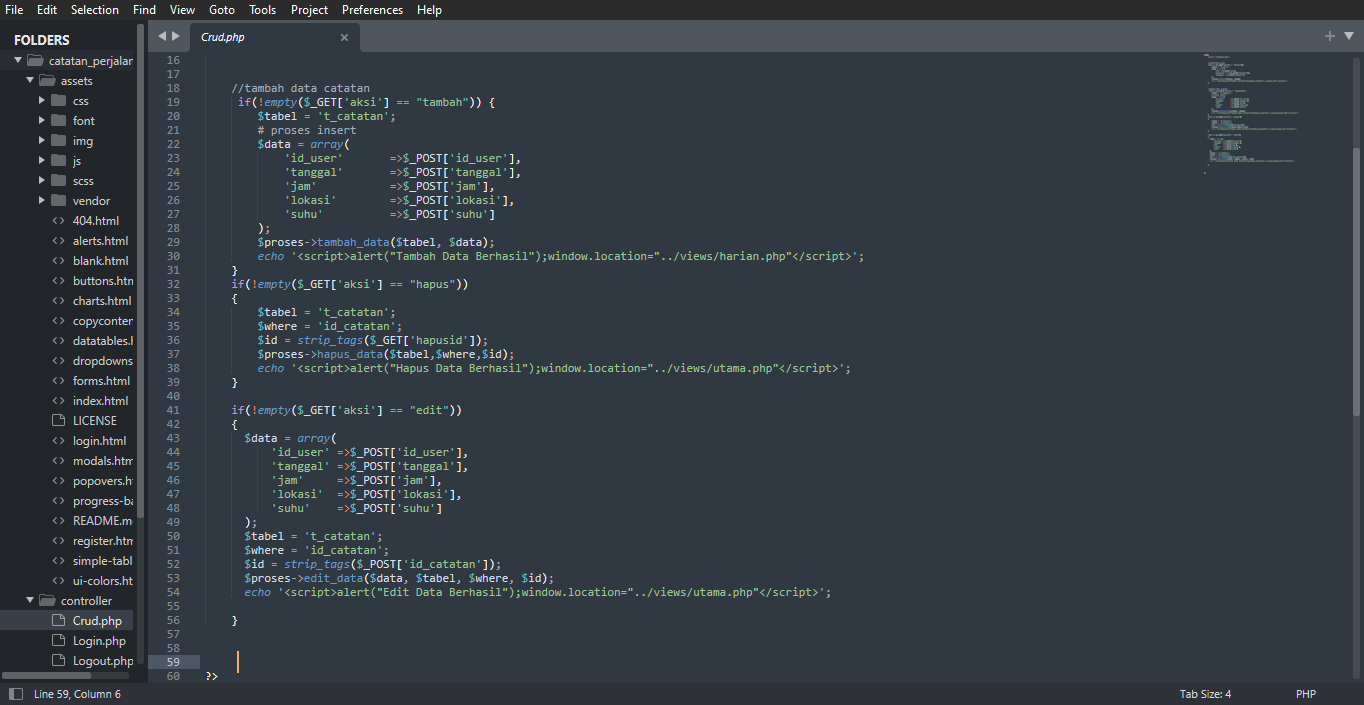 File Edit Selection Find View Goto Tools Project Preferences Help
FOLDERS
catatan_perjalar
assets
css
font
img
js
scss
vendor
404.html
alerts.html
blank.html
buttons.htm
charts.html
copyconten
datatables.h
dropdowns
forms.html
index.html
LICENSE
login.html
modals.htm
popovers.h
progress-ba
README.m
register.htm
simple-tabl
ui-colors.ht
controller
Crud.php
Login.php
Logout.php
Crud.php ×
16
17
18 //tambah data catatan
19 if(!empty($_GET['aksi'] == "tambah")) {
20 $tabel = 't_catatan';
21 # proses insert
22 $data = array(
23 'id_user' =>$_POST['id_user'],
24 'tanggal' =>$_POST['tanggal'],
25 'jam' =>$_POST['jam'],
26 'lokasi' =>$_POST['lokasi'],
27 'suhu' =>$_POST['suhu']
28 );
29 $proses->tambah_data($tabel, $data);
30 echo '<script>alert("Tambah Data Berhasil");window.location="../views/harian.php"</script>';
31 }
32 if(!empty($_GET['aksi'] == "hapus"))
33 {
34 $tabel = 't_catatan';
35 $where = 'id_catatan';
36 $id = strip_tags($_GET['hapusid']);
37 $proses->hapus_data($tabel,$where,$id);
38 echo '<script>alert("Hapus Data Berhasil");window.location="../views/utama.php"</script>';
39 }
40
41 if(!empty($_GET['aksi'] == "edit"))
42 {
43 $data = array(
44 'id_user' =>$_POST['id_user'],
45 'tanggal' =>$_POST['tanggal'],
46 'jam' =>$_POST['jam'],
47 'lokasi' =>$_POST['lokasi'],
48 'suhu' =>$_POST['suhu']
49 );
50 $tabel = 't_catatan';
51 $where = 'id_catatan';
52 $id = strip_tags($_POST['id_catatan']);
53 $proses->edit_data($data, $tabel, $where, $id);
54 echo '<script>alert("Edit Data Berhasil");window.location="../views/utama.php"</script>';
55
56 }
57
58
59
60 ?>
Line 59, Column 6 Tab Size: 4 PHP